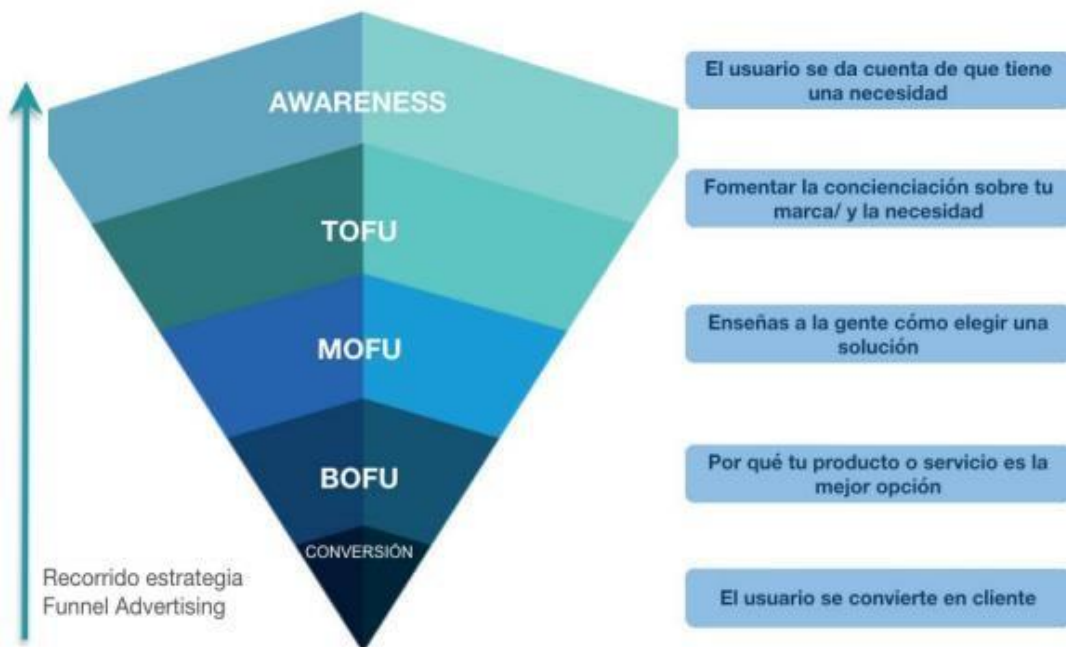 AWARENESS
El usuario se da cuenta de que tiene
una necesidad
TOFU
Fomentar la concienciación sobre tu
marca/ y la necesidad
MOFU
Enseñas a la gente cómo elegir una
solución
BOFU
Por qué tu producto o servicio es la
mejor opción
CONVERSIÓN
El usuario se convierte en cliente
Recorrido estrategia
Funnel Advertising